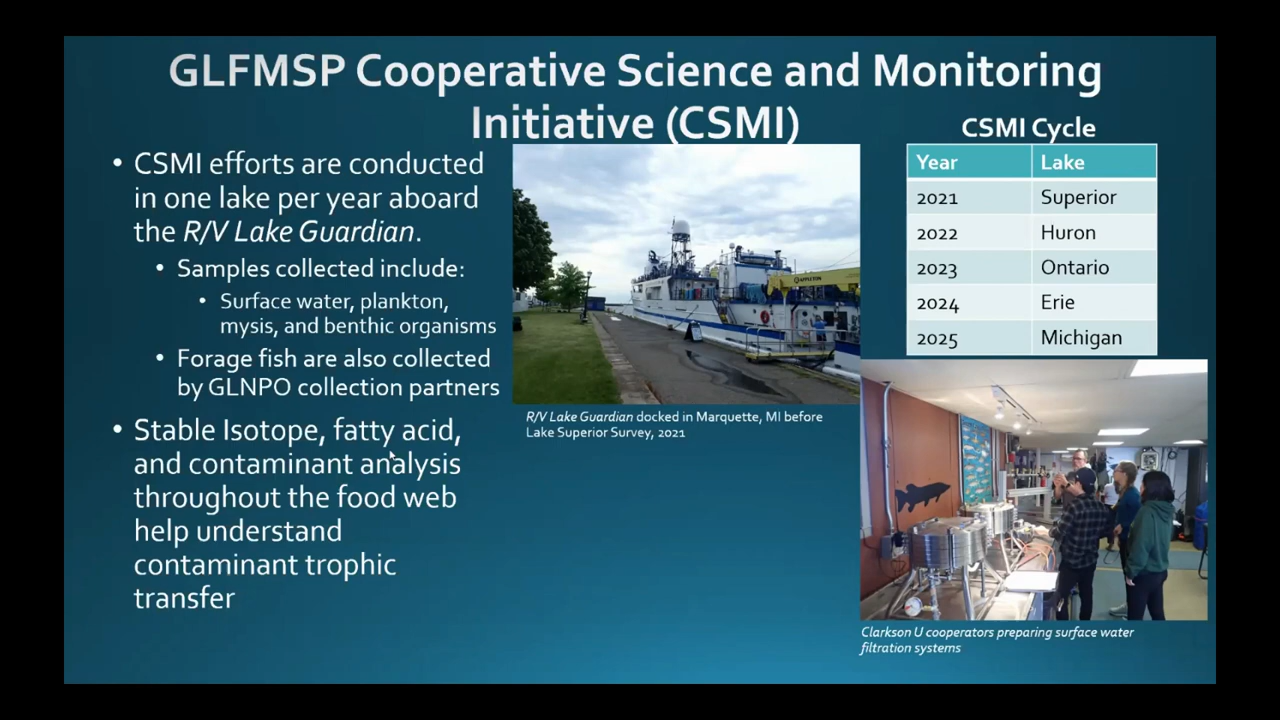 GLFMSP Cooperative Science and Monitoring
Initiative (CSMI)
• CSMI efforts are conducted
in one lake per year aboard
the R/V Lake Guardian.
• Samples collected include:
• Surface water, plankton,
mysis, and benthic organisms
• Forage fish are also collected
by GLNPO collection partners
• Stable Isotope, fatty acid,
and contaminant analysis
throughout the food web
help understand
contaminant trophic
transfer
R/V Lake Guardian docked in Marquette, MI before
Lake Superior Survey, 2021
CSMI Cycle
Year Lake
2021 Superior
2022 Huron
2023 Ontario
2024 Erie
2025 Michigan
Clarkson U cooperators preparing surface water
filtration systems